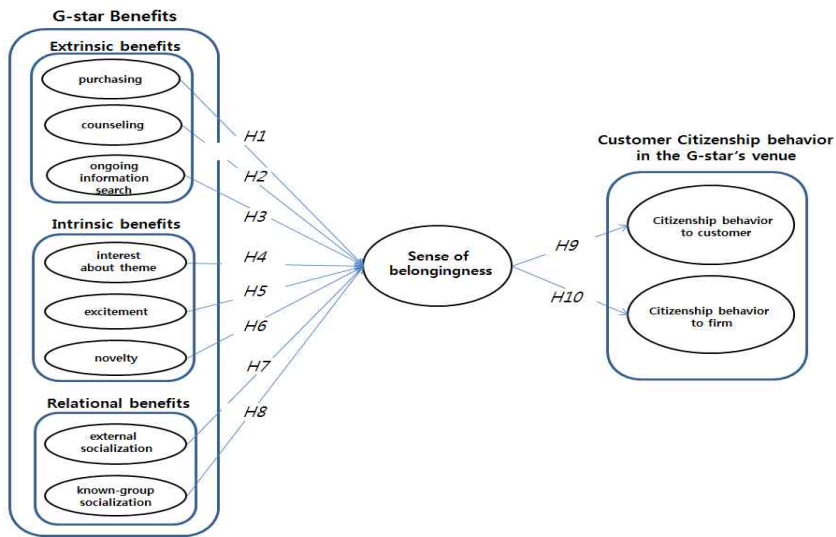 G-star Benefits
Extrinsic benefits
purchasing
counseling
ongoing
information
search
Intrinsic benefits
interest
about theme
excitement
novelty
Relational benefits
external
socialization
known-group
socialization
H1
H2
H3
H4
H5
H6
H7
H8
Sense of
belongingness
H9
H10
Customer Citizenship behavior
in the G-star's venue
Citizenship behavior
to customer
Citizenship behavior
to firm